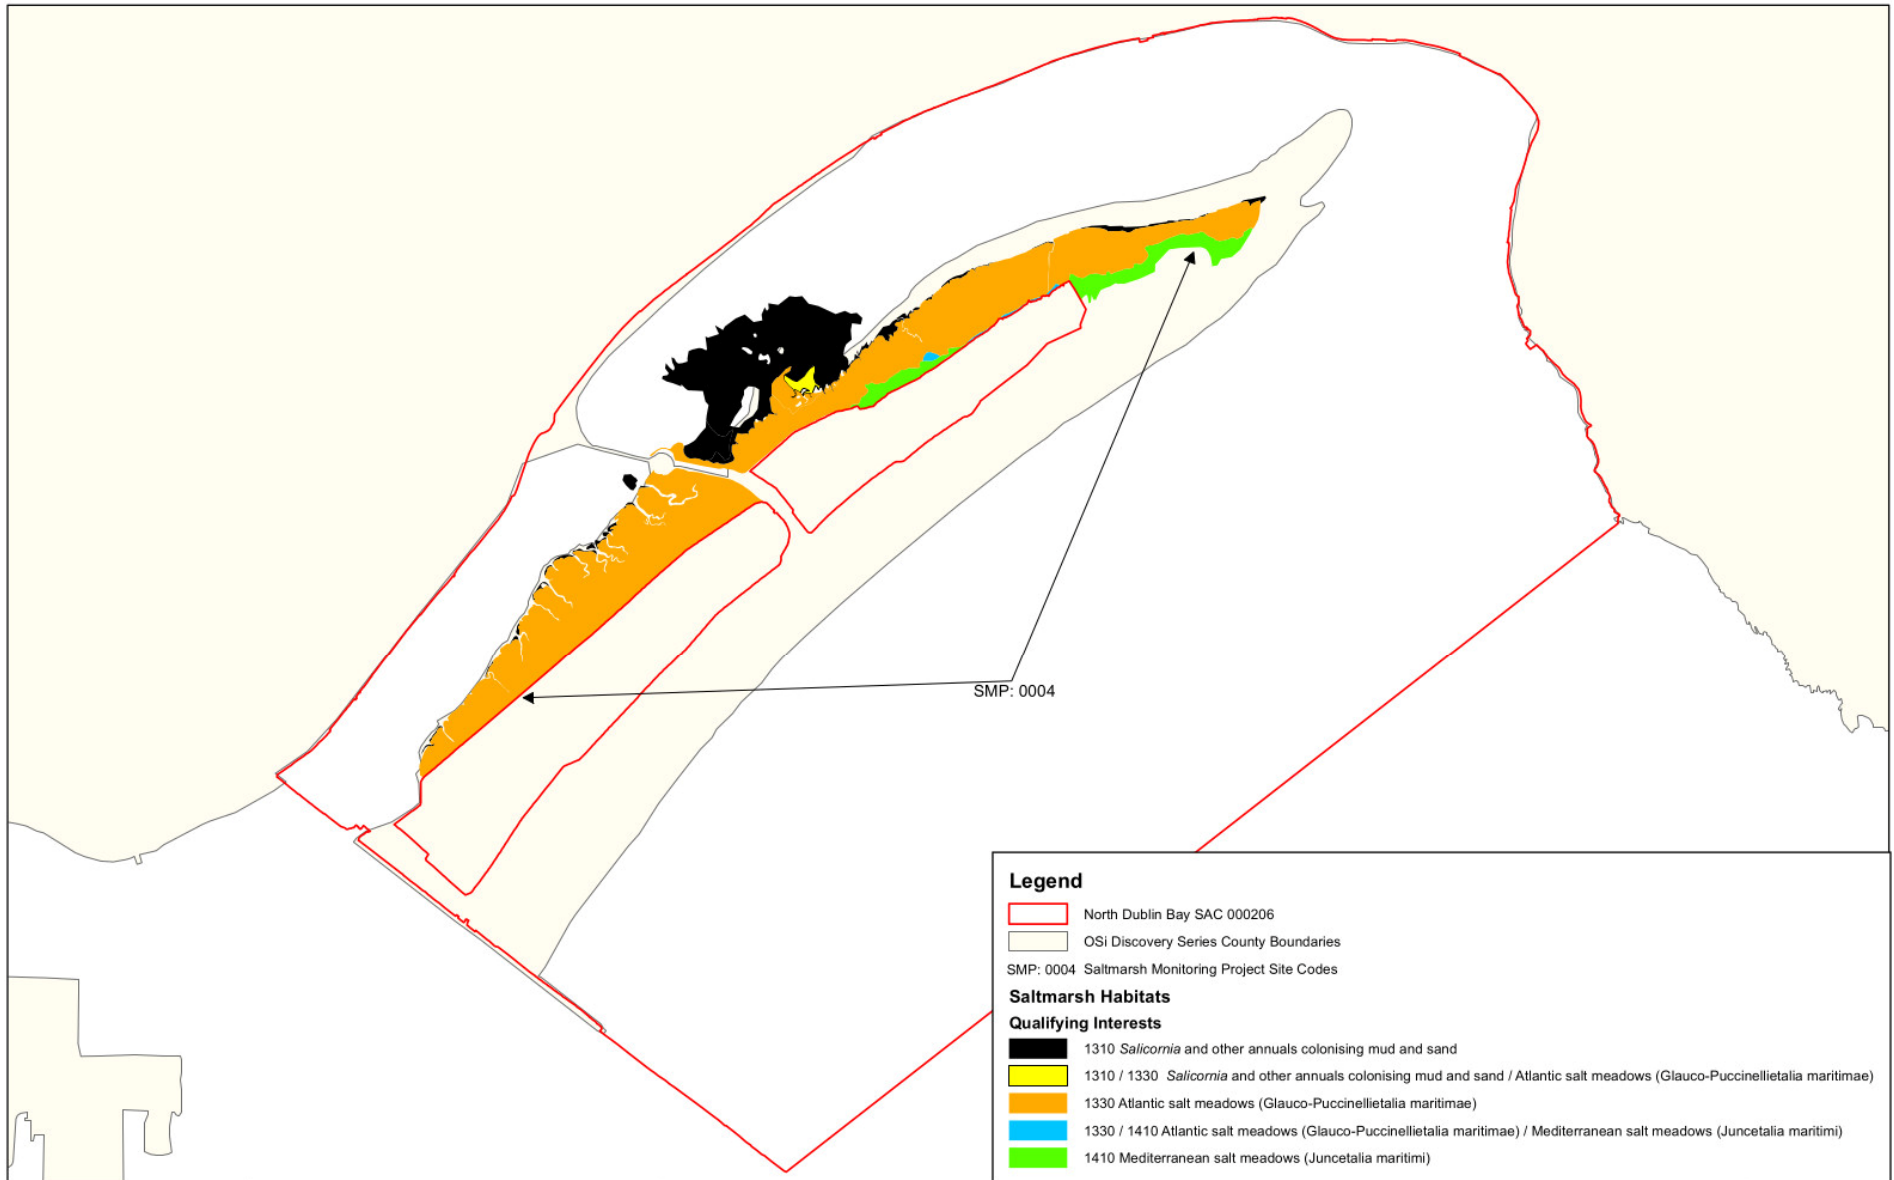 SMP: 0004
Legend
North Dublin Bay SAC 000206
OSi Discovery Series County Boundaries
SMP: 0004 Saltmarsh Monitoring Project Site Codes
Saltmarsh Habitats
Qualifying Interests
1310 Salicornia and other annuals colonising mud and sand
1310 / 1330 Salicornia and other annuals colonising mud and sand / Atlantic salt meadows (Glauco-Puccinellietalia maritimae)
1330 Atlantic salt meadows (Glauco-Puccinellietalia maritimae)
1330 / 1410 Atlantic salt meadows (Glauco-Puccinellietalia maritimae) / Mediterranean salt meadows (Juncetalia maritimi)
1410 Mediterranean salt meadows (Juncetalia maritimi)